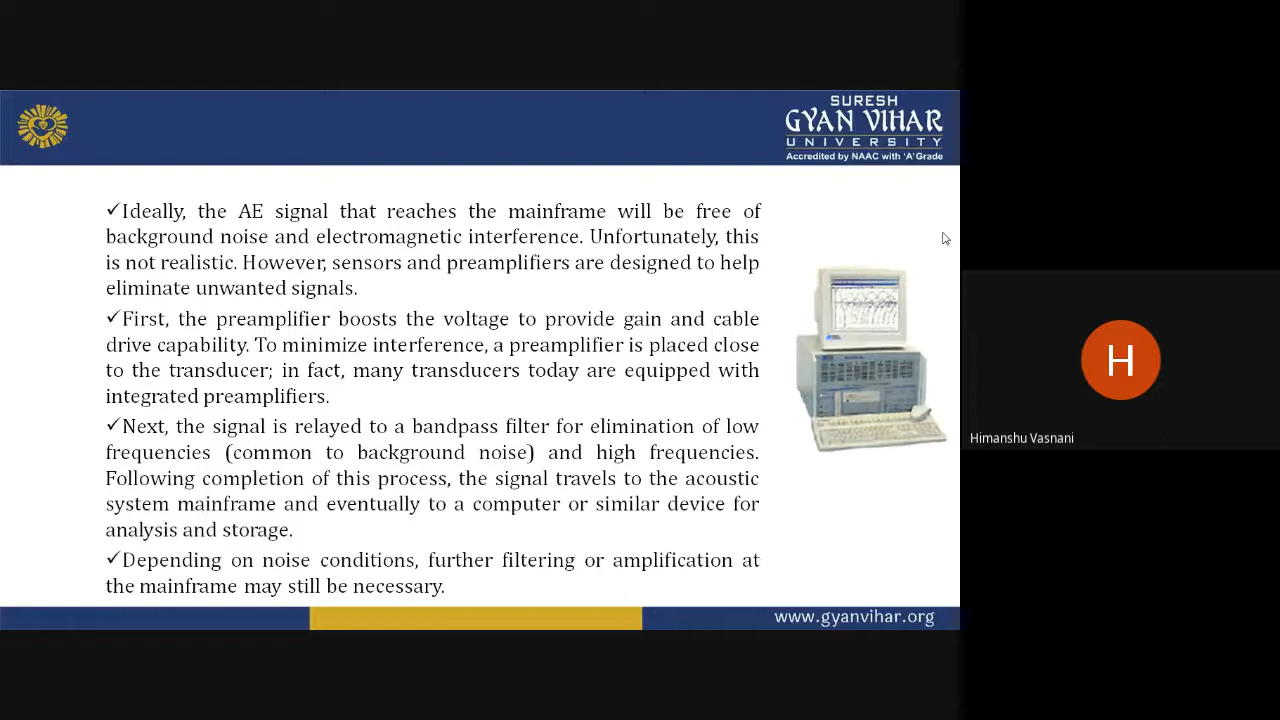 SURESH
GYAN VIHAR
UNIVERSITY
Accredited by NAAC with 'A' Grade
✓Ideally, the AE signal that reaches the mainframe will be free of
background noise and electromagnetic interference. Unfortunately, this
is not realistic. However, sensors and preamplifiers are designed to help
eliminate unwanted signals.
✓First, the preamplifier boosts the voltage to provide gain and cable
drive capability. To minimize interference, a preamplifier is placed close
to the transducer; in fact, many transducers today are equipped with
integrated preamplifiers.
✓Next, the signal is relayed to a bandpass filter for elimination of low
frequencies (common to background noise) and high frequencies.
Following completion of this process, the signal travels to the acoustic
system mainframe and eventually to a computer or similar device for
analysis and storage.
✓Depending on noise conditions, further filtering or amplification at
the mainframe may still be necessary.
www.gyanvihar.org
H
Himanshu Vasnani